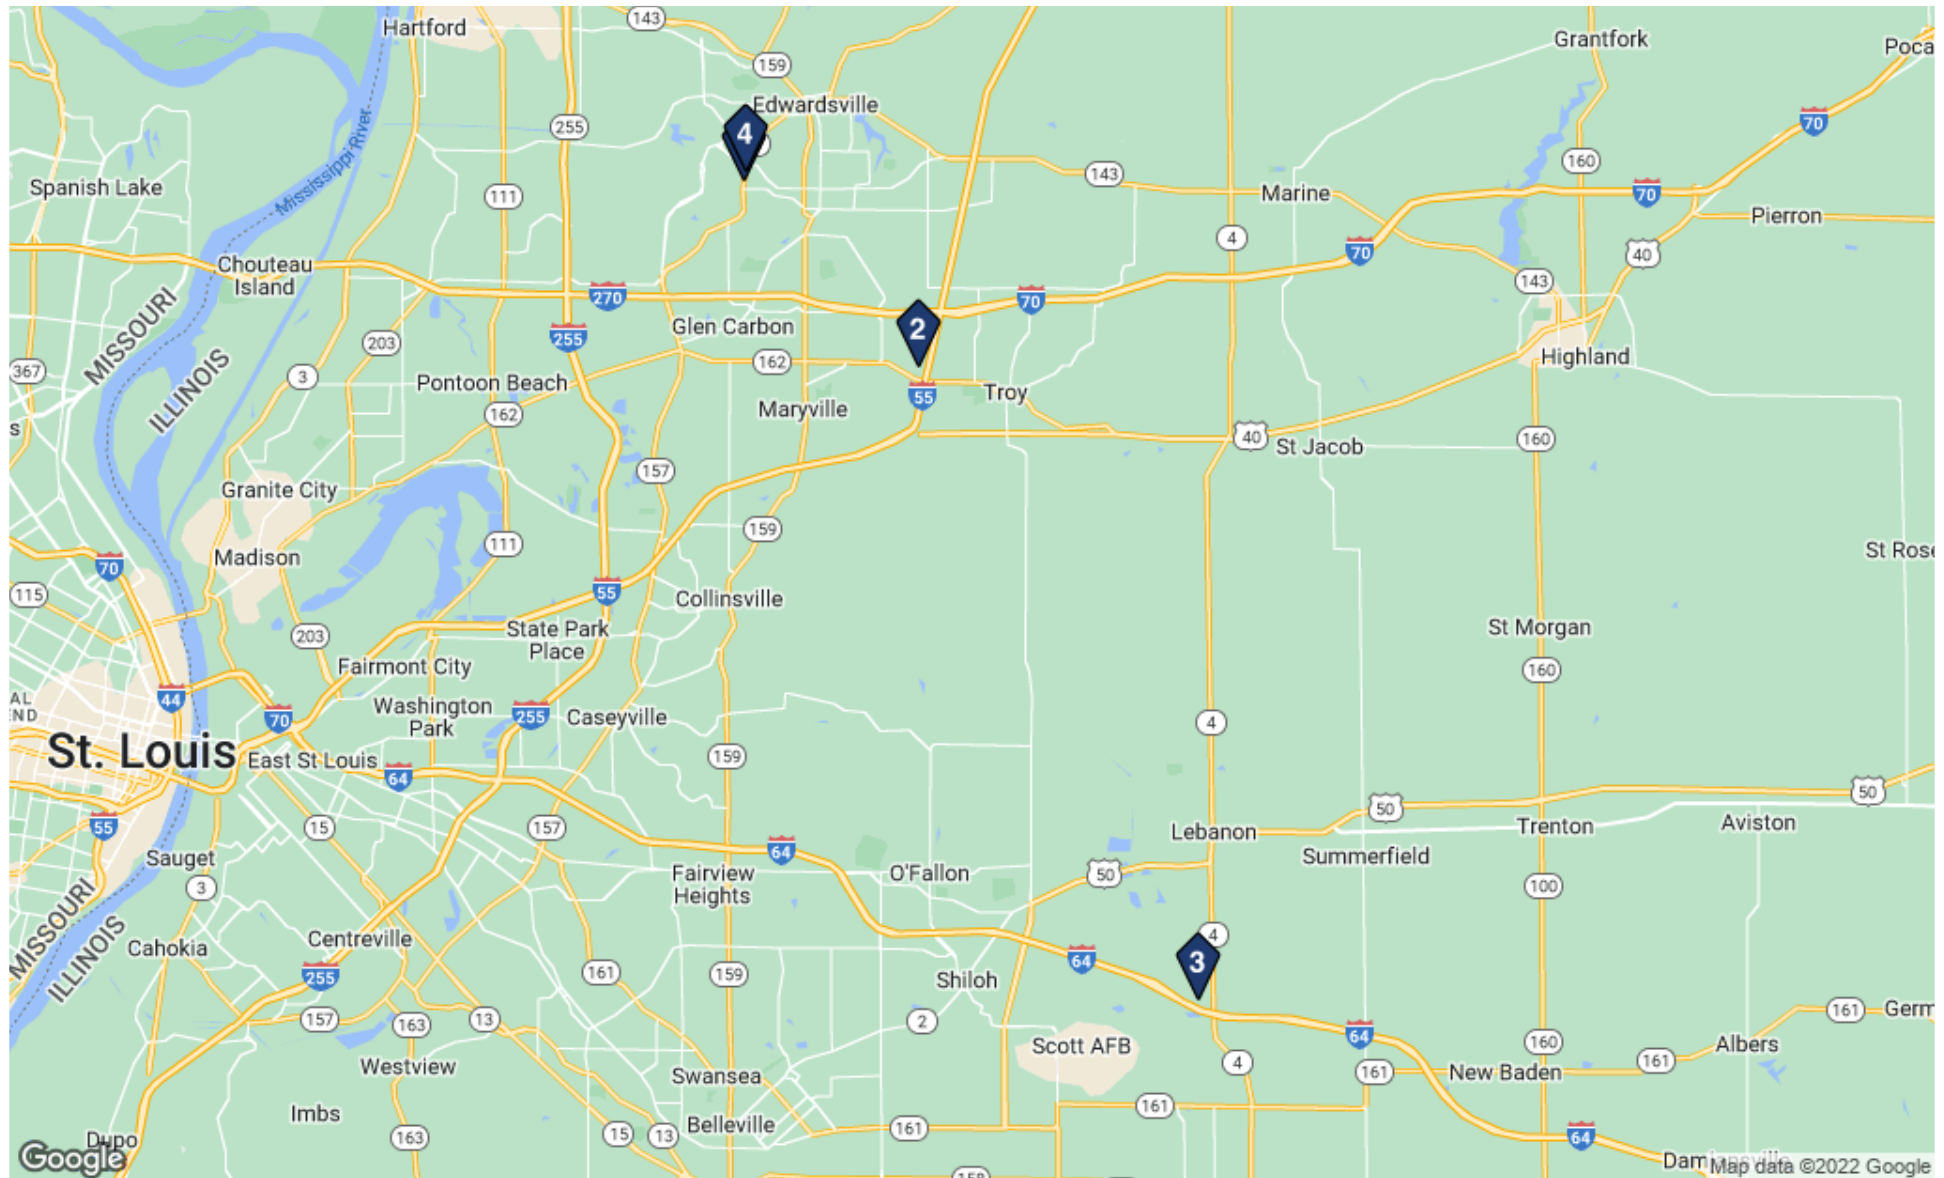 Hartford
143
Grantfork
Poca
159
Edwardsville
70
4
255
Spanish Lake
Mississippi River
111
143
160
Marine
70
Pierron
4
70
40
Chouteau
Island
270
70
143
MISSOURI
Glen Carbon
2
255
203
162
Highland
367
3
ILLINOIS
Pontoon Beach
55
Troy
162
Maryville
s
40
St Jacob
160
157
Granite City
159
111
Madison
70
St Rose
115
55
Collinsville
State Park
Place
203
St Morgan
Fairmont City
160
44
Washington
Park
70
255
Caseyville
4
St. Louis
East St Louis
159
64
50
50
55
15
157
Lebanon
Trenton
Aviston
64
Sauget
Summerfield
3
Fairview
Heights
O'Fallon
50
100
MISSOURI
ILLINOIS
Cahokia
Centreville
4
64
3
255
161
159
Shiloh
157
163
13
2
64
161
Germ
Scott AFB
160
Albers
Westview
Swansea
4
161
New Baden
161
Imbs
161
Belleville
Dupo
163
15
13
161
64
Google
Damiansville
Map data ©2022 Google